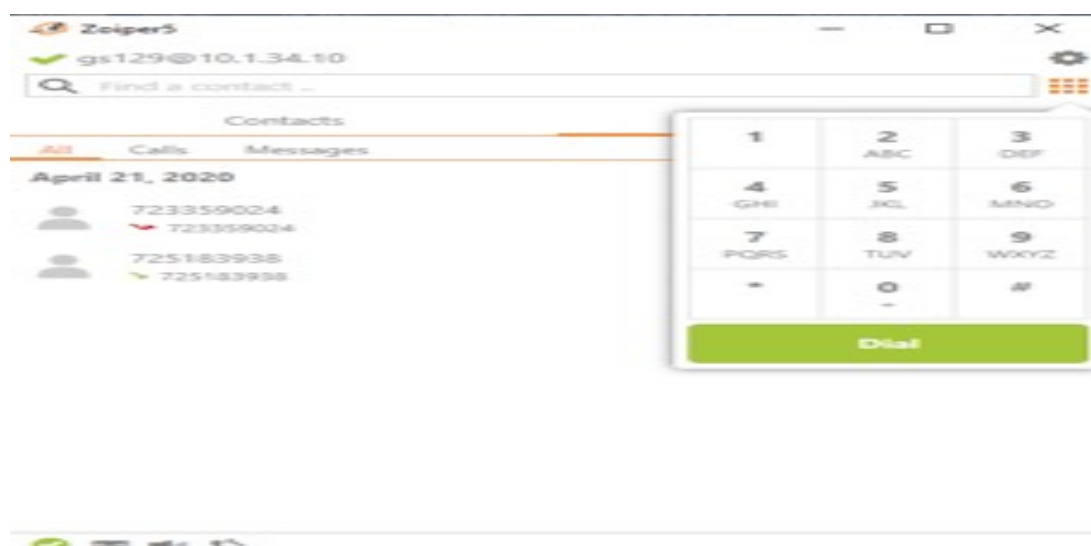 Zoiper5
gs129@10.1.34.10
Find a contact ..
Contacts
All Calls Messages
April 21, 2020
723359024
723359024
725183938
725183938
1 2 3
ABC DEF
4 5 6
GHI JKL MNO
7 8 9
PQRS TUV WXYZ
* 0 #
+
Dial